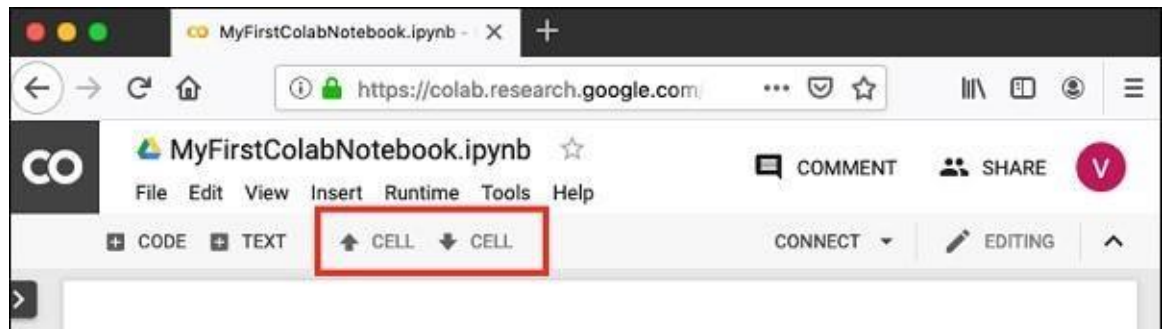 CO MyFirstColabNotebook.ipynb -
https://colab.research.google.com/
CO
MyFirstColabNotebook.ipynb
COMMENT SHARE V
File Edit View Insert Runtime Tools Help
CODE TEXT CELL CELL CONNECT EDITING